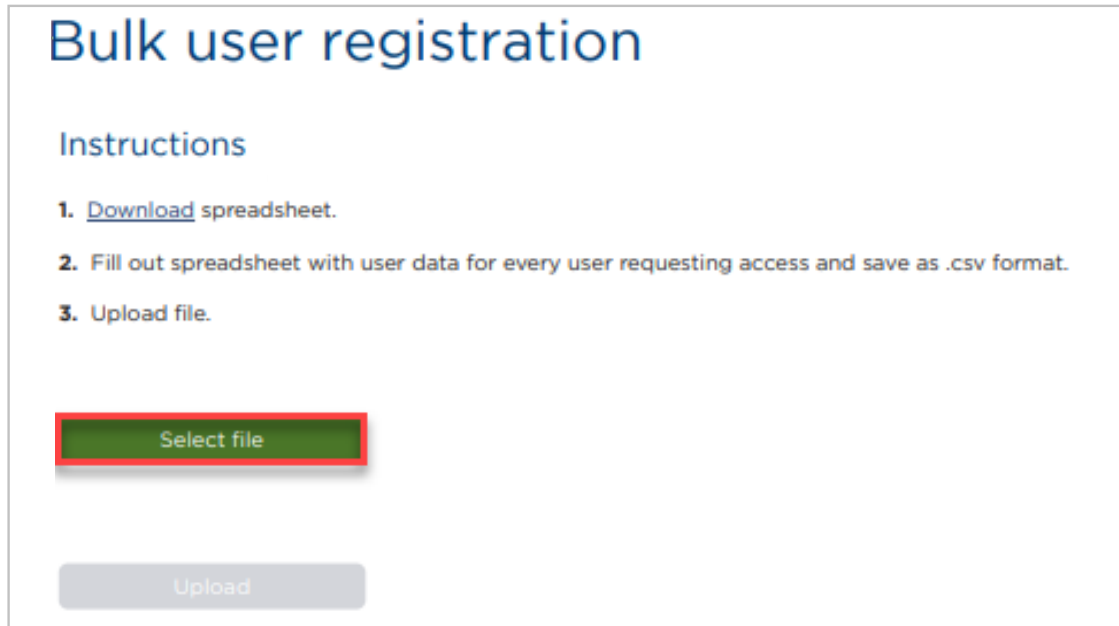 Bulk user registration
Instructions
1. Download spreadsheet.
2. Fill out spreadsheet with user data for every user requesting access and save as .csv format.
3. Upload file.
Select file
Upload